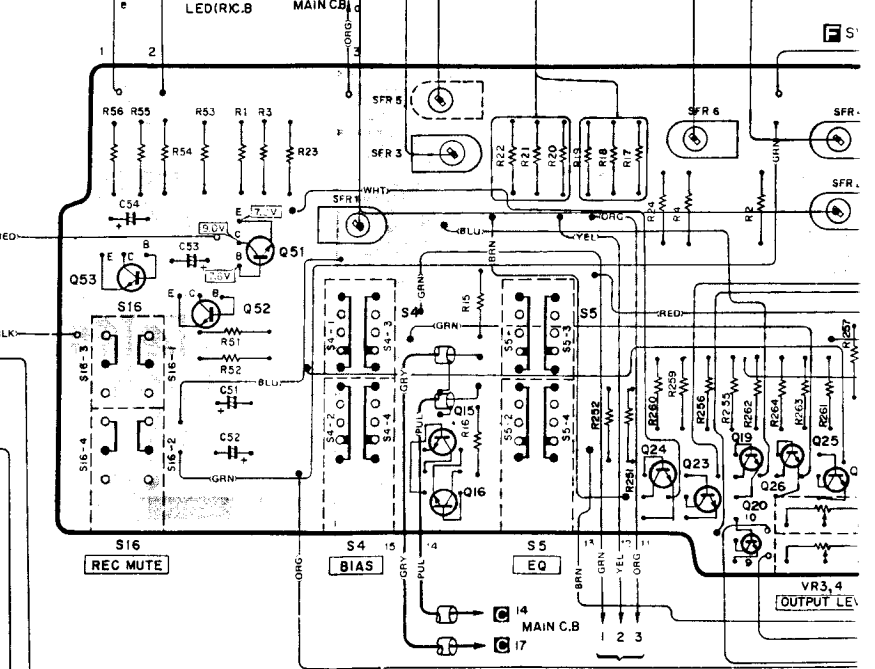 e
LED(R)C.B
MAIN C.B
ORG
F
1
2
3
SFR 5
SFR 6
R56
R55
R54
R53
R1
R3
R23
SFR 3
R22
R21
R20
R19
R18
R17
GRN
WHT
SFR 1
C54
E
9.0V
C
B
Q51
C53
BLU
YEL
ORG
BRN
R24
R4
R2
E
C
B
Q53
E
C
B
Q52
S16
R51
R52
S4
GRN
R15
S5
RED
R257
S16-3
S16-1
S4-1
S4-3
GRN
S5-1
S5-3
BLU
GRY
C51
S16-4
S16-2
C52
GRN
S4-2
S4-4
PUL
Q15
R16
Q16
S5-2
S5-4
R252
R251
R260
R259
R256
R255
R262
R264
R263
R261
Q24
Q23
Q19
Q26
Q25
Q20
10
9
S16
REC MUTE
S4
BIAS
15
14
S5
EQ
13
11
ORG
GRY
PUL
BRN
GRN
YEL
ORG
VR3,4
C
14
MAIN C.B
C
17
1
2
3